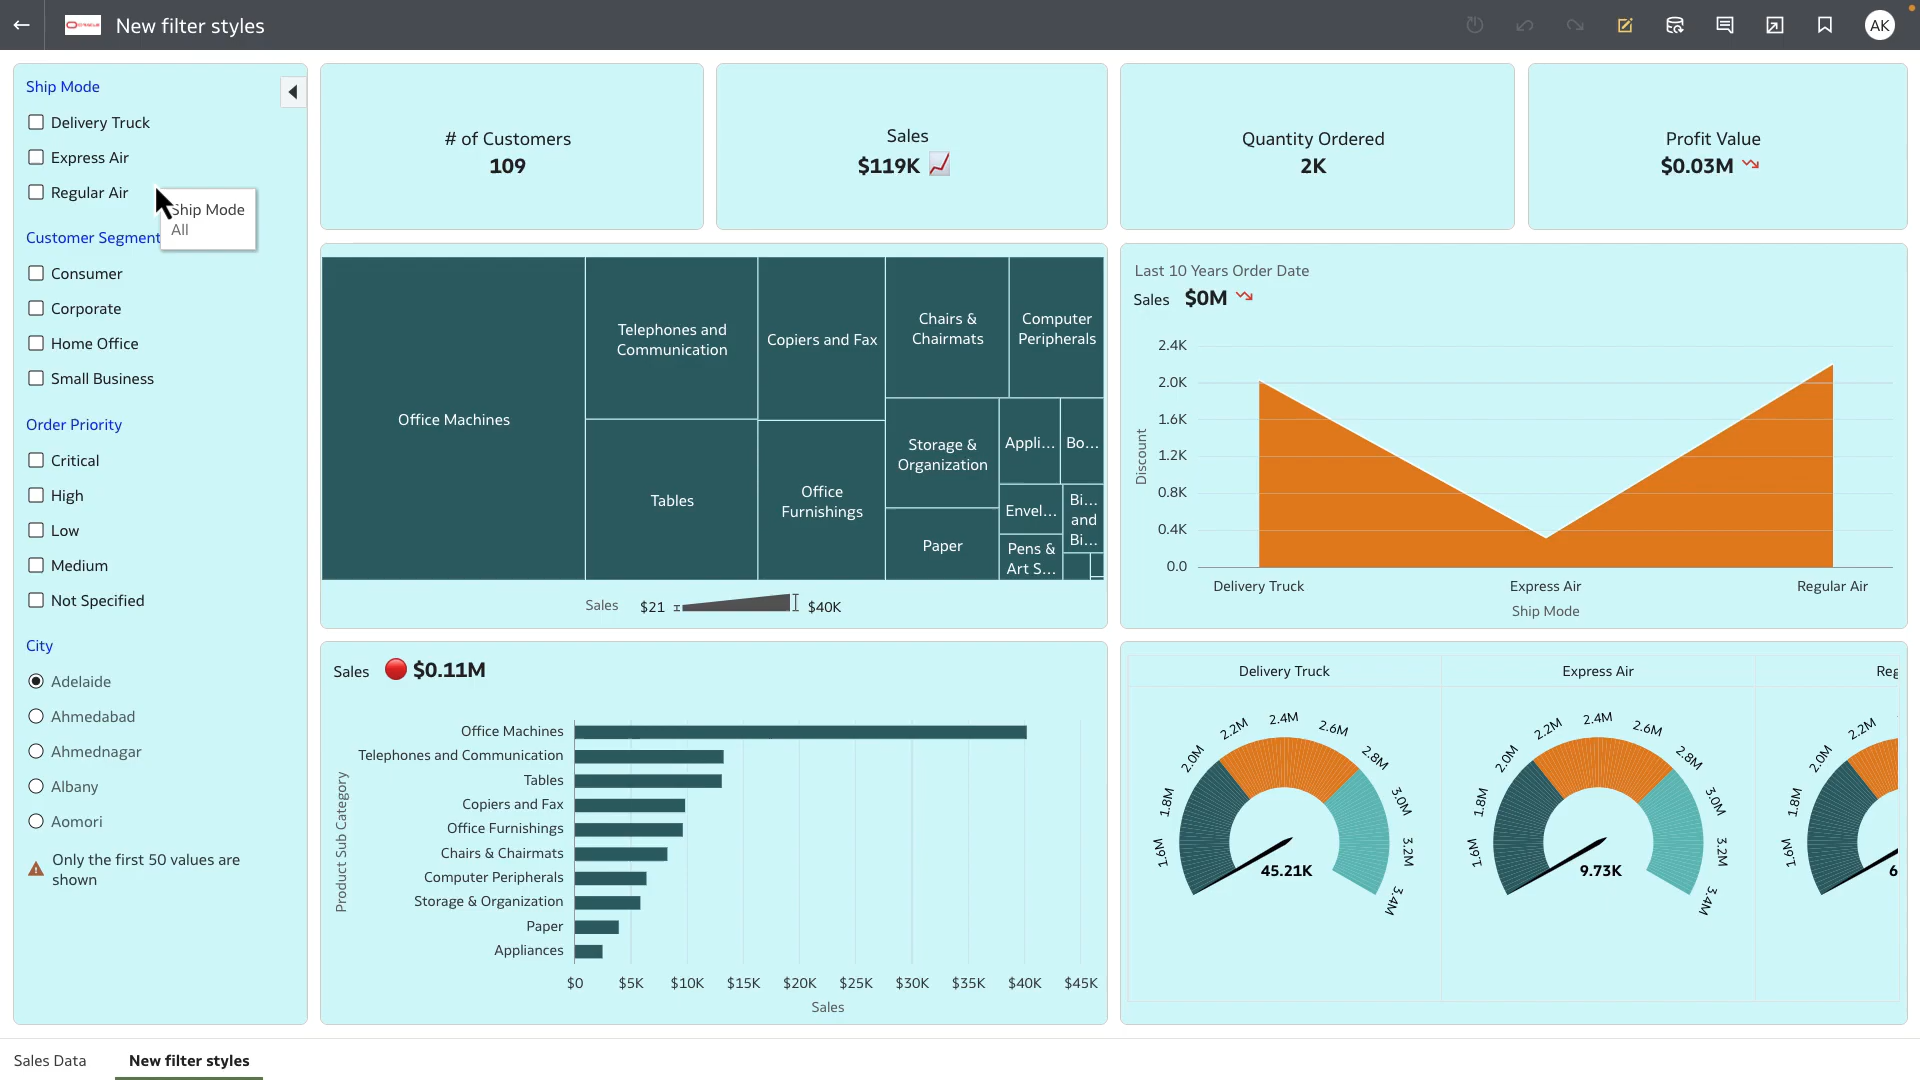 ORACLE
New filter styles
AK
Ship Mode
Delivery Truck
Express Air
Regular Air
Ship Mode
All
Customer Segment
Consumer
Corporate
Home Office
Small Business
Order Priority
Critical
High
Low
Medium
Not Specified
City
Adelaide
Ahmedabad
Ahmednagar
Albany
Aomori
Only the first 50 values are
shown
# of Customers
109
Sales
$119K
Quantity Ordered
2K
Profit Value
$0.03M
Office Machines
Telephones and
Communication
Tables
Copiers and Fax
Office
Furnishings
Chairs &
Chairmats
Computer
Peripherals
Storage &
Organization
Paper
Appli...
Bo...
Envel...
Bi...
and
Bi...
Pens &
Art S...
Sales $21 $40K
Last 10 Years Order Date
Sales $0M
2.4K
2.0K
1.6K
1.2K
0.8K
0.4K
0.0
Discount
Delivery Truck Express Air Regular Air
Ship Mode
Sales $0.11M
Product Sub Category
Office Machines
Telephones and Communication
Tables
Copiers and Fax
Office Furnishings
Chairs & Chairmats
Computer Peripherals
Storage & Organization
Paper
Appliances
$0 $5K $10K $15K $20K $25K $30K $35K $40K $45K
Sales
Delivery Truck
1.6M 1.8M 2.0M 2.2M 2.4M 2.6M 2.8M 3.0M 3.2M 3.4M
45.21K
Express Air
1.6M 1.8M 2.0M 2.2M 2.4M 2.6M 2.8M 3.0M 3.2M 3.4M
9.73K
Reg
1.6M 1.8M 2.0M 2.2M
6
Sales Data
New filter styles